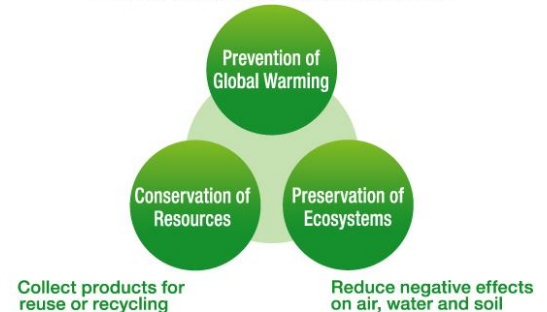 Prevention of
Global Warming
Conservation of
Resources
Preservation of
Ecosystems
Collect products for
reuse or recycling
Reduce negative effects
on air, water and soil